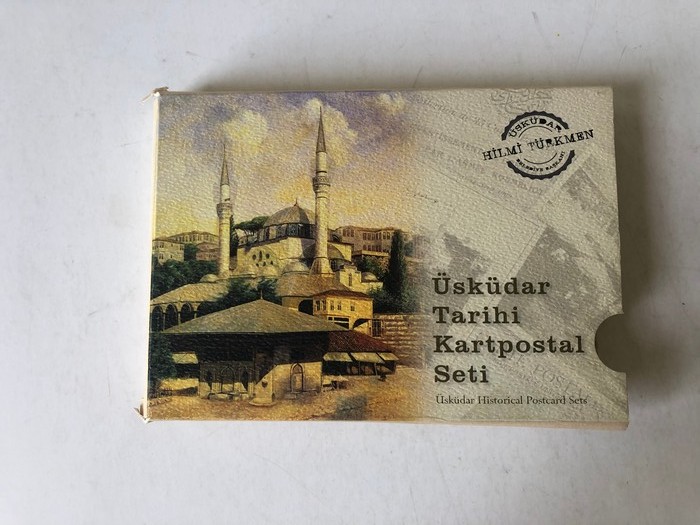 ÜSKÜDAR
HİLMİ TÜRKMEN
BELEDİYE BAŞKANI
Üsküdar
Tarihi
Kartpostal
Seti
Üsküdar Historical Postcard Sets